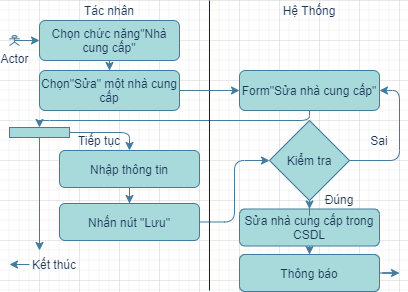 Tác nhân
Hệ Thống
Chọn chức năng"Nhà
cung cấp"
Actor
Chọn"Sửa" một nhà cung
cấp
Form"Sửa nhà cung cấp"
Tiếp tục
Sai
Nhập thông tin
Kiểm tra
Đúng
Nhấn nút "Lưu"
Sửa nhà cung cấp trong
CSDL
Kết thúc
Thông báo